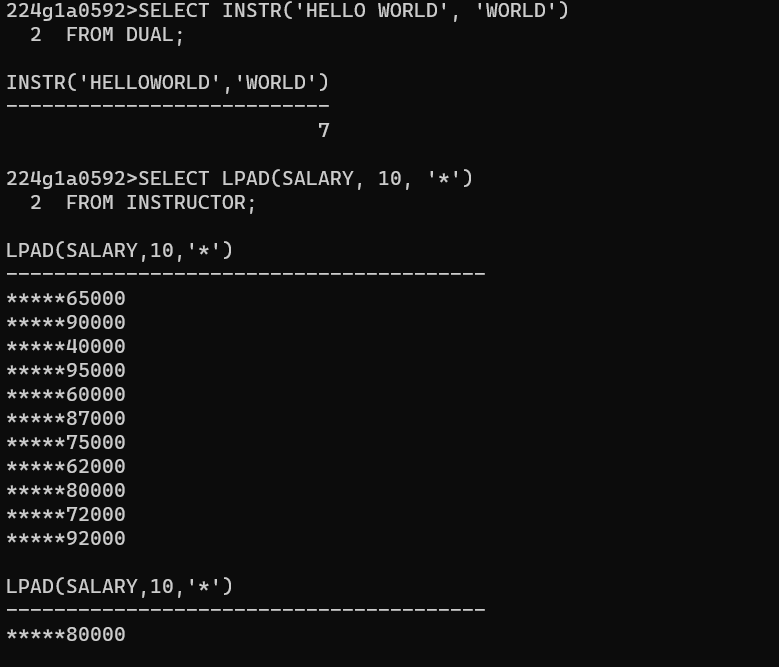 224g1a0592>SELECT INSTR('HELLO WORLD', 'WORLD')
  2  FROM DUAL;

INSTR('HELLOWORLD','WORLD')
---------------------------
                          7

224g1a0592>SELECT LPAD(SALARY, 10, '*')
  2  FROM INSTRUCTOR;

LPAD(SALARY,10,'*')
----------------------------------------
*****65000
*****90000
*****40000
*****95000
*****60000
*****87000
*****75000
*****62000
*****80000
*****72000
*****92000

LPAD(SALARY,10,'*')
----------------------------------------
*****80000